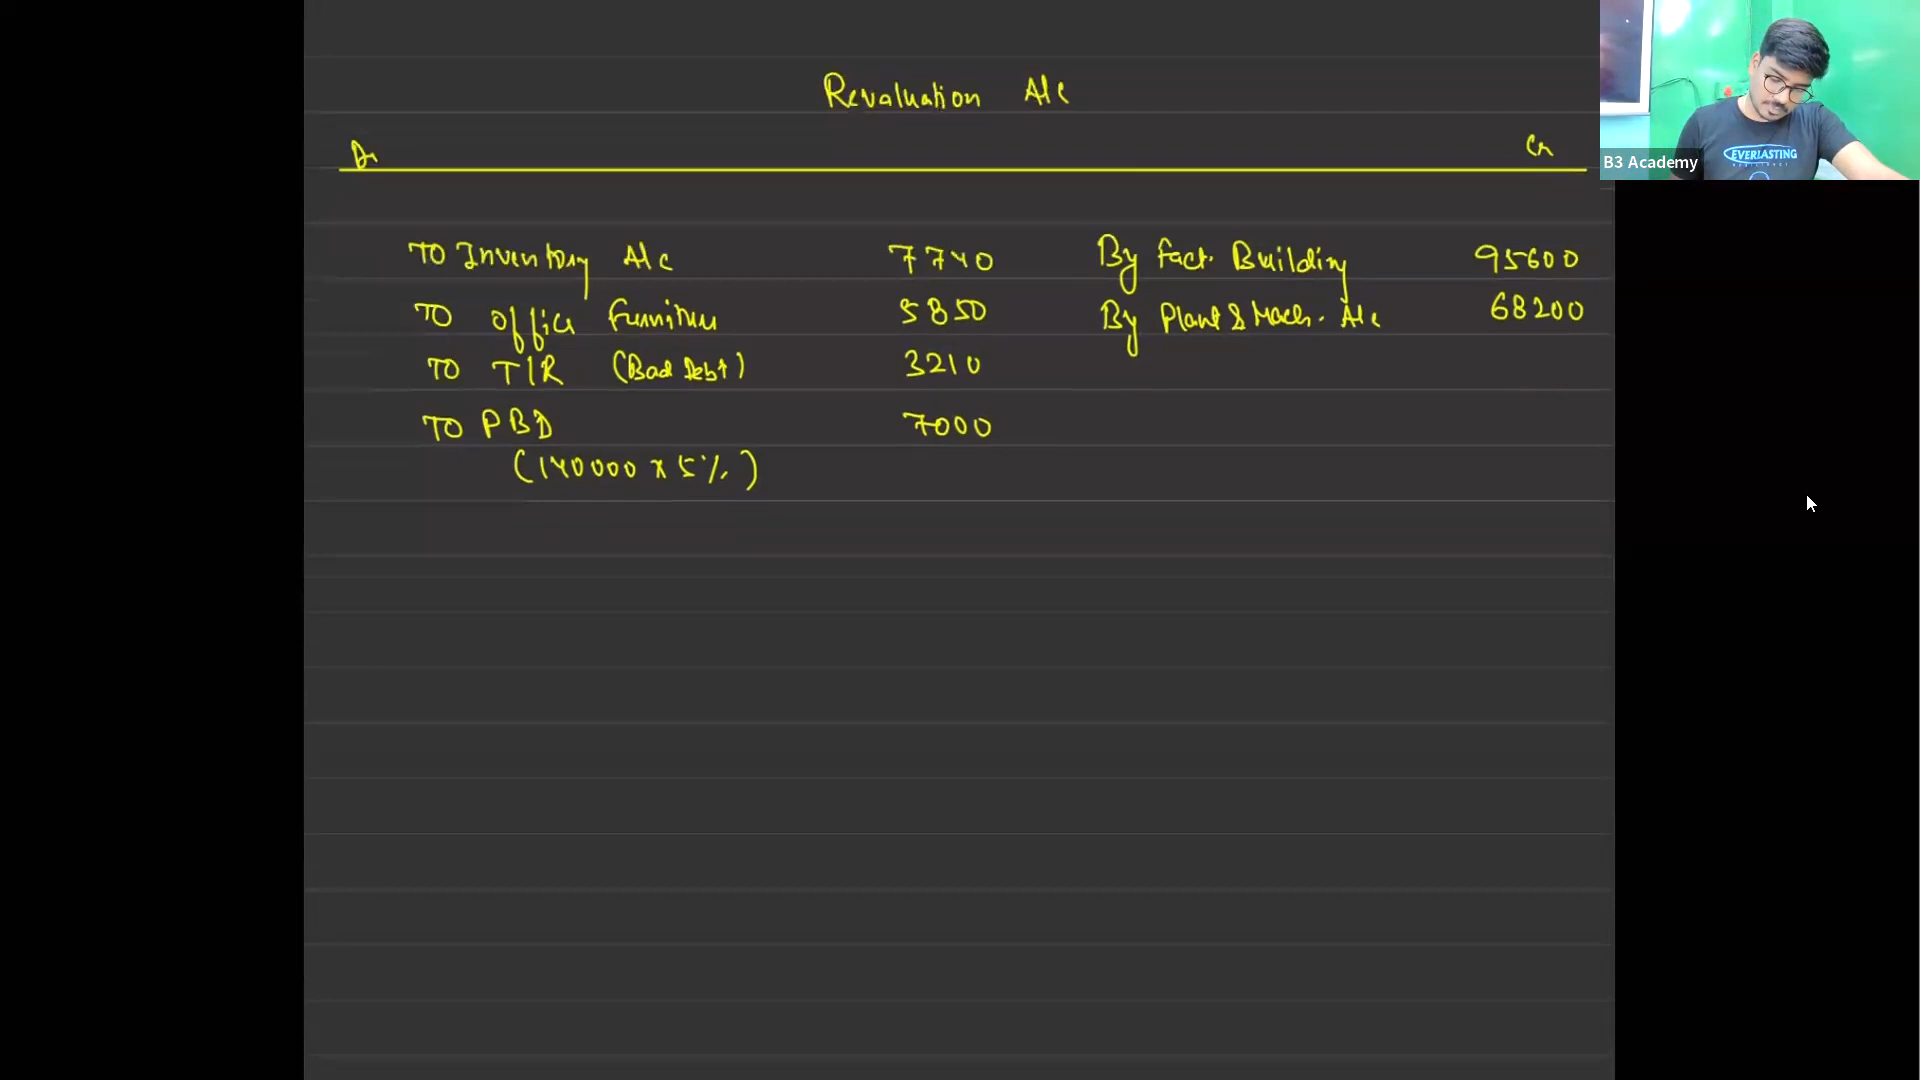 Revaluation A/c
Dr Cr
To Inventory A/c 7740 By Fact. Building 95600
To Office Furniture 5850 By Plant & Mach. A/c 68200
To T/R (Bad Debt) 3210
To PBD 7000
(140000 x 5%)
EVERLASTING
B3 Academy